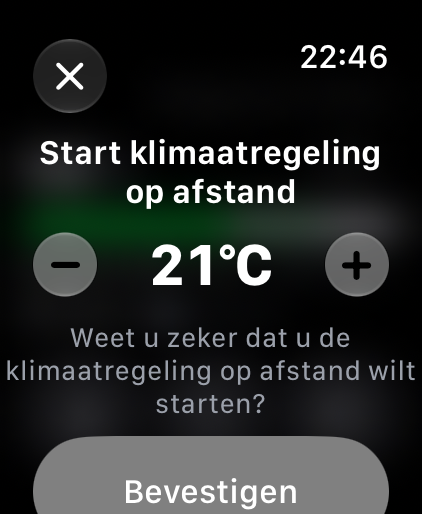 22:46
Start klimaatregeling
op afstand
21°C
Weet u zeker dat u de
klimaatregeling op afstand wilt
starten?
Bevestigen